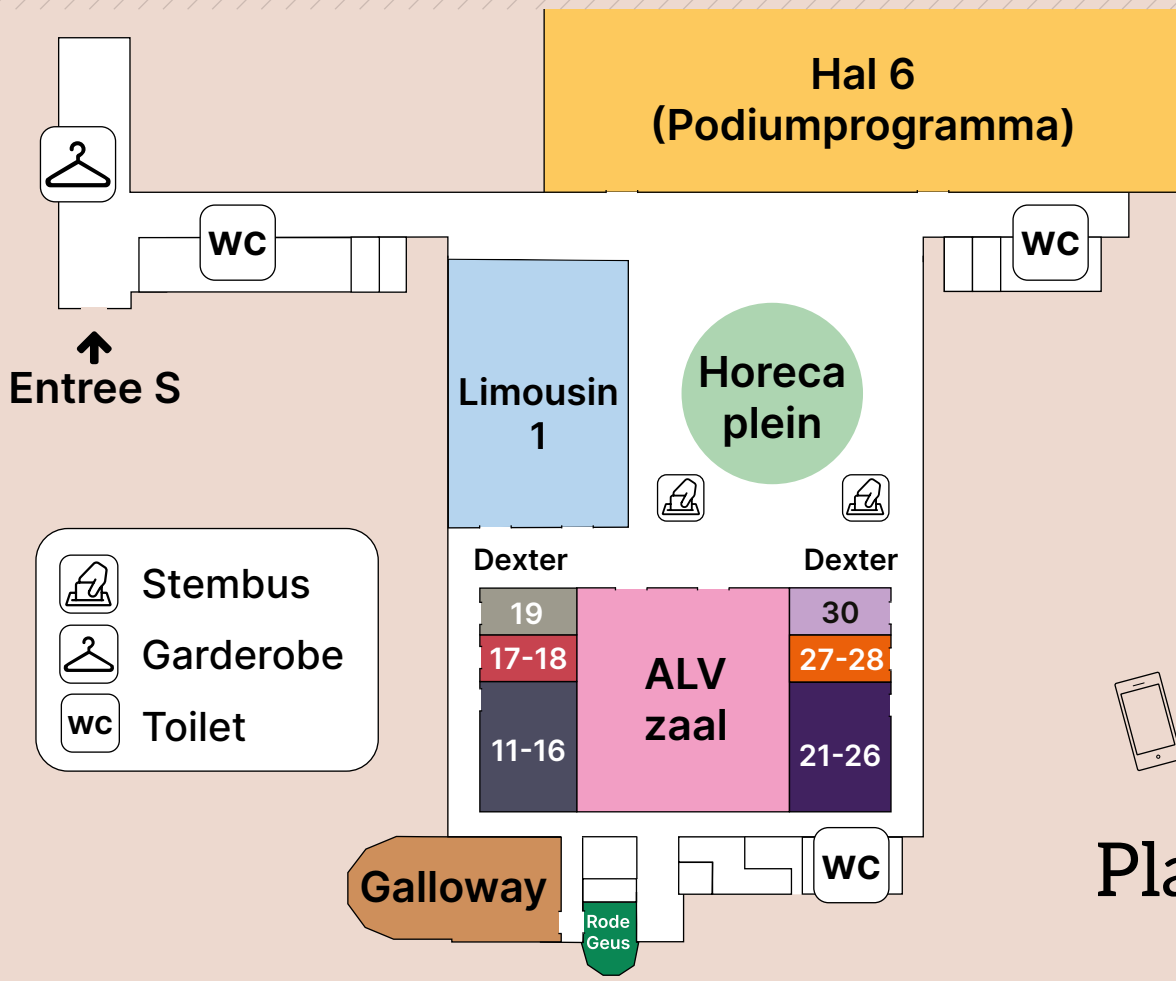 Hal 6
(Podiumprogramma)
WC
WC
Entree S
Limousin
1
Horeca
plein
Stembus
Garderobe
WC Toilet
Dexter
Dexter
19
17-18
11-16
ALV
zaal
30
27-28
21-26
Galloway
Rode
Geus
WC
Pla